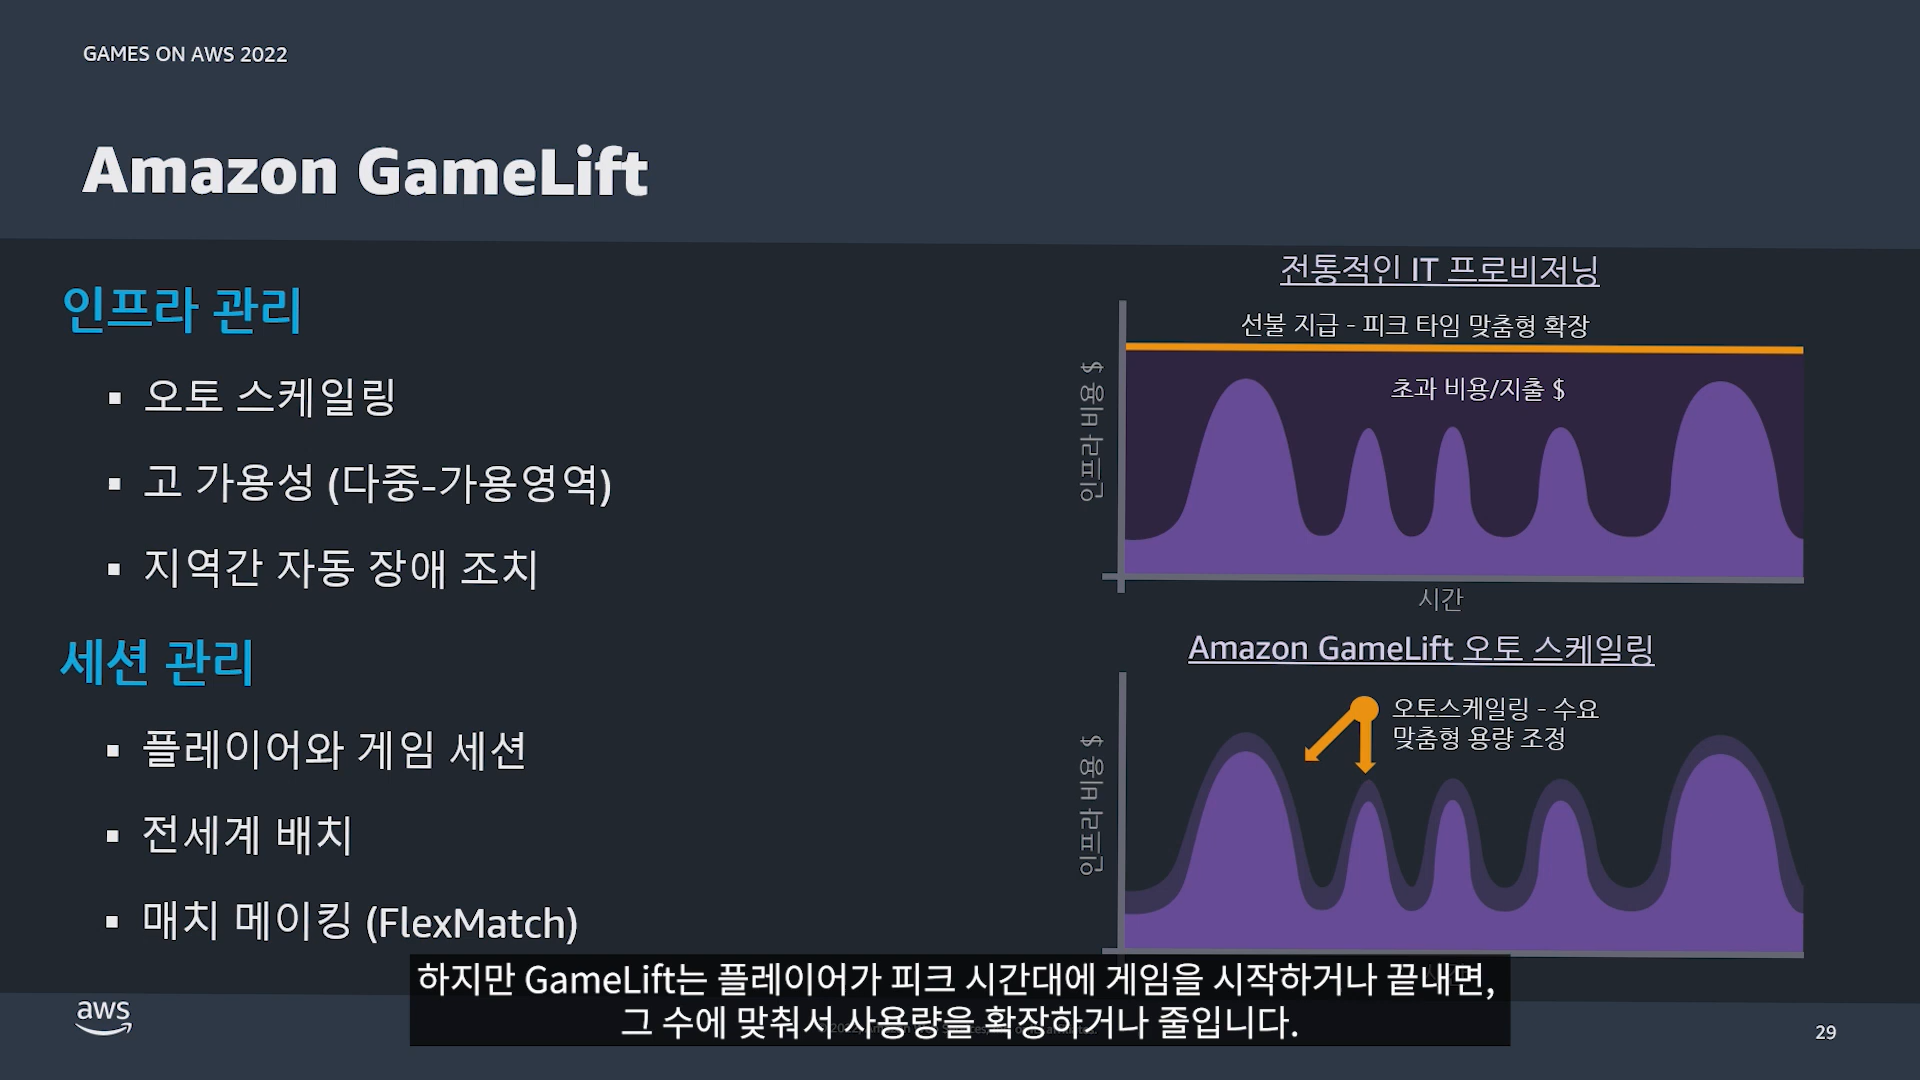 GAMES ON AWS 2022
Amazon GameLift
인프라 관리
▪ 오토 스케일링
▪ 고 가용성 (다중-가용영역)
▪ 지역간 자동 장애 조치
세션 관리
▪ 플레이어와 게임 세션
▪ 전세계 배치
▪ 매치 메이킹 (FlexMatch)
전통적인 IT 프로비저닝
선불 지급 - 피크 타임 맞춤형 확장
초과 비용/지출 $
인프라 비용 $
시간
Amazon GameLift 오토 스케일링
오토스케일링 - 수요
맞춤형 용량 조정
인프라 비용 $
하지만 GameLift는 플레이어가 피크 시간대에 게임을 시작하거나 끝내면,
그 수에 맞춰서 사용량을 확장하거나 줄입니다.
aws
29